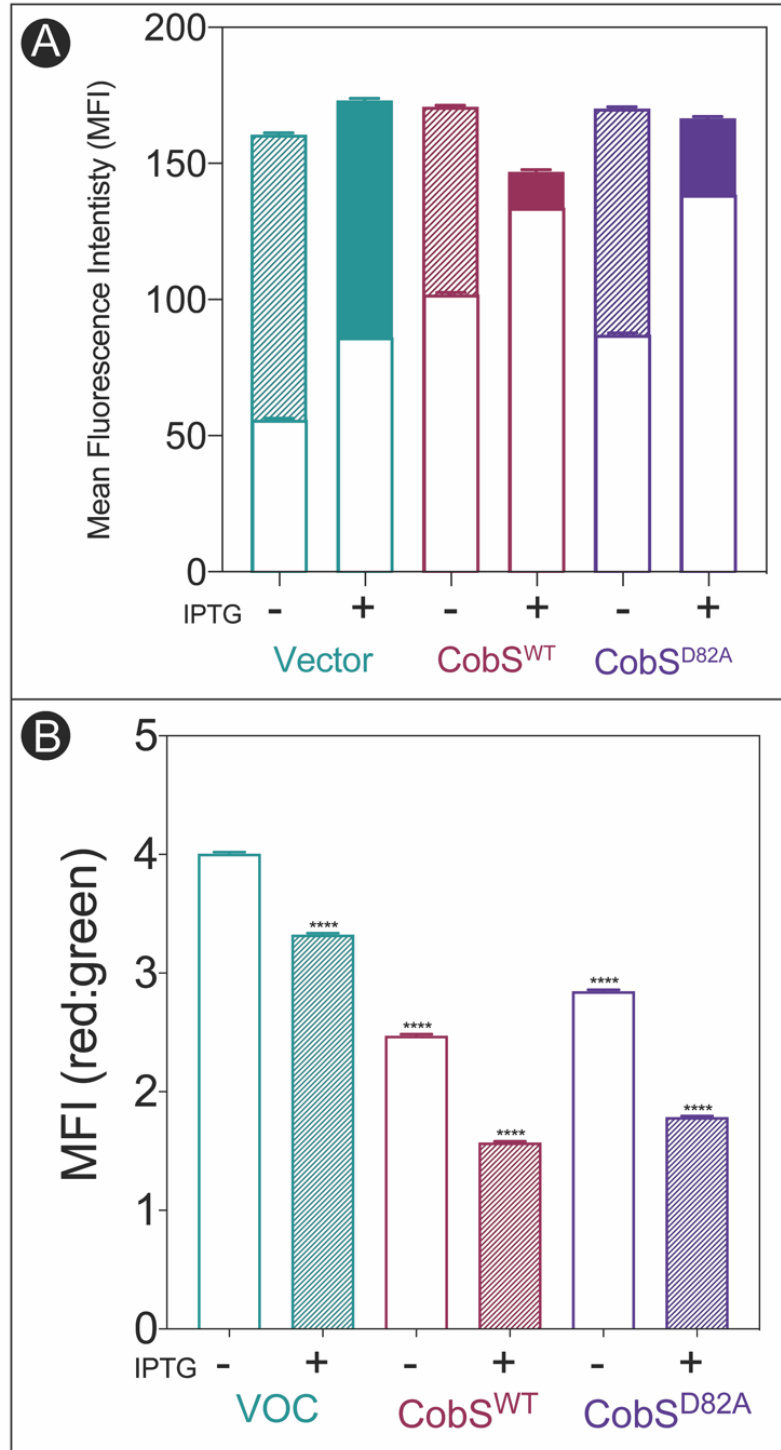 A
Mean Fluorescence Intentisty (MFI)
200
150
100
50
0
IPTG - + - + - +
Vector CobS^WT CobS^D82A
B
MFI (red:green)
5
4
3
2
1
0
****
****
****
****
****
IPTG - + - + - +
VOC CobS^WT CobS^D82A